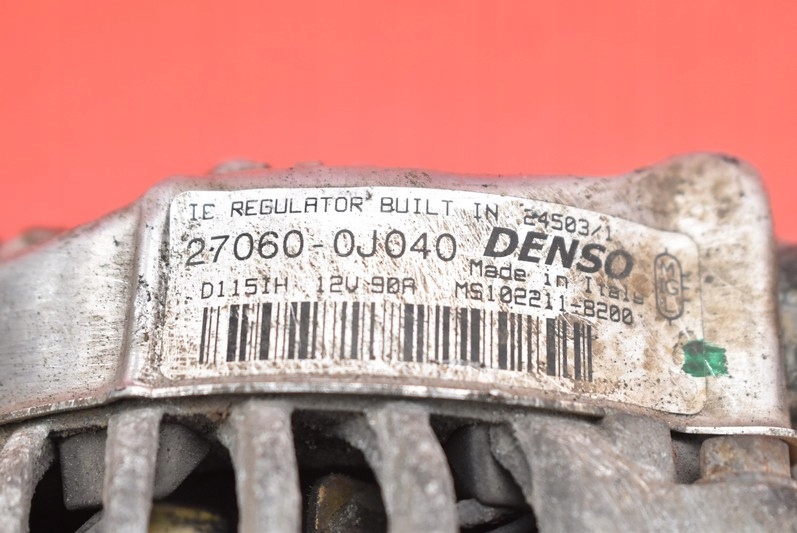 IC REGULATOR BUILT IN 24503/1
27060-0J040 DENSO
Made in Italy
D115IH 12V 90A MS102211-8200